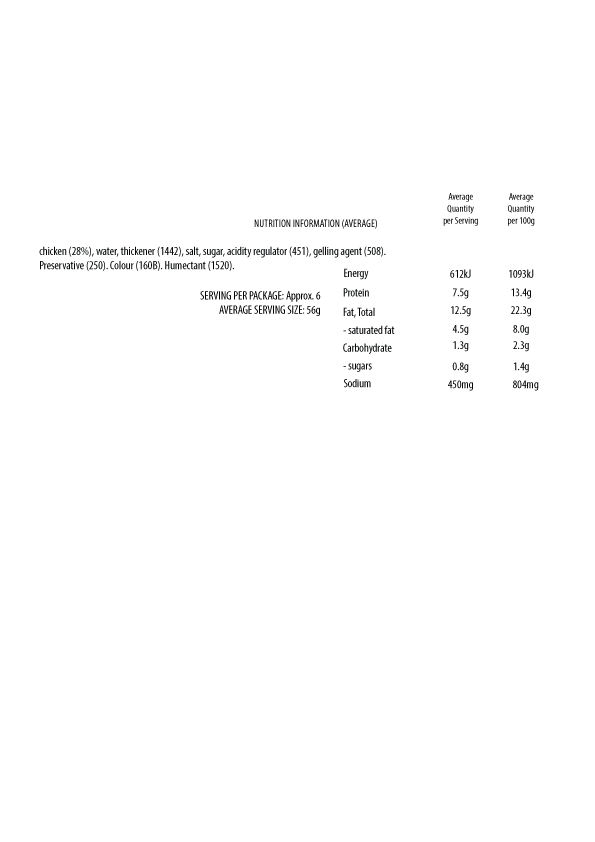 Average Quantity per Serving
Average Quantity per 100g
NUTRITION INFORMATION (AVERAGE)
chicken (28%), water, thickener (1442), salt, sugar, acidity regulator (451), gelling agent (508).
Preservative (250). Colour (160B). Humectant (1520).
SERVING PER PACKAGE: Approx. 6
AVERAGE SERVING SIZE: 56g
Energy 612kJ 1093kJ
Protein 7.5g 13.4g
Fat, Total 12.5g 22.3g
- saturated fat 4.5g 8.0g
Carbohydrate 1.3g 2.3g
- sugars 0.8g 1.4g
Sodium 450mg 804mg